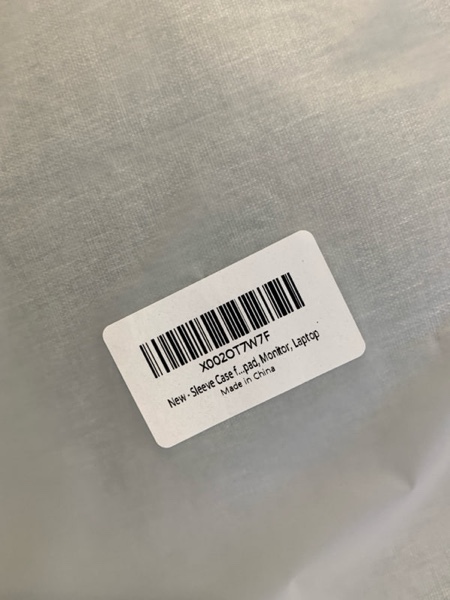 X002OT7W7F
New - Sleeve Case f...pad, Monitor, Laptop
Made in China